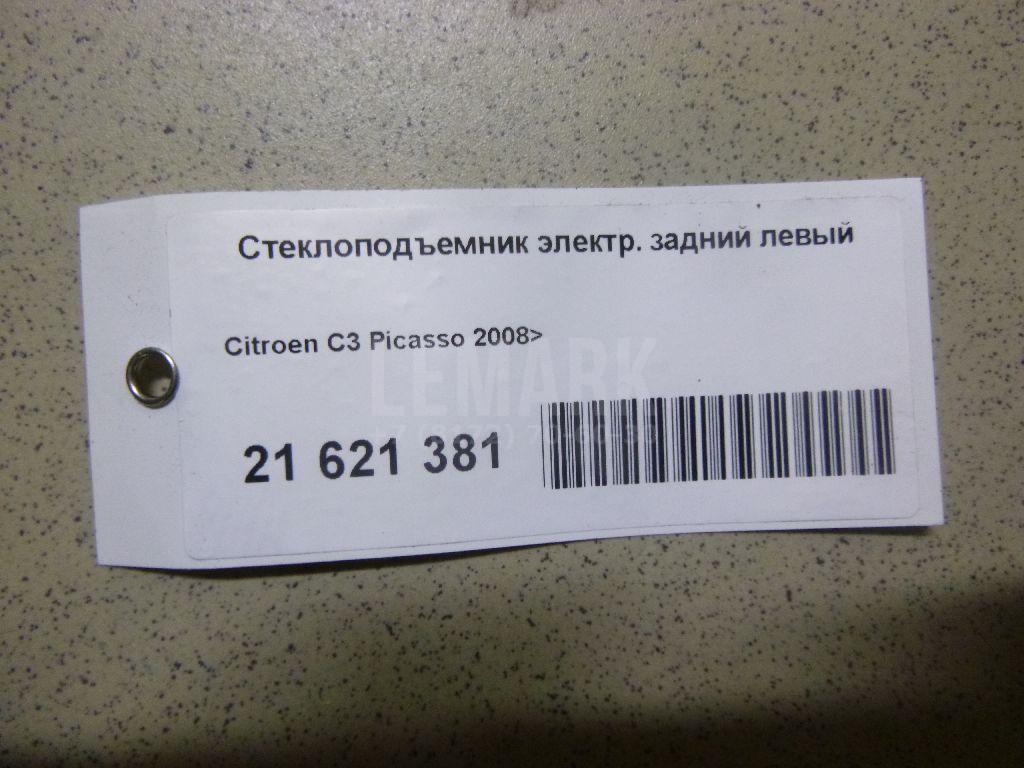 Стеклоподъемник электр. задний левый
Citroen C3 Picasso 2008>
LEMARK
21 621 381